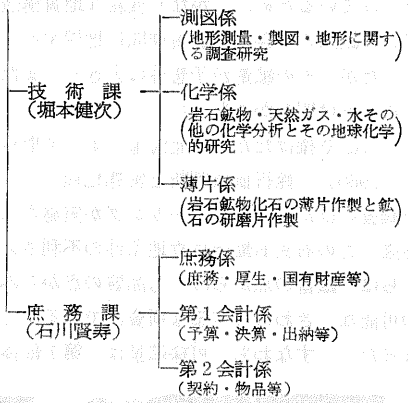 測図係
(地形測量・製図・地形に関す
る調査研究)
技術課
(堀本健次)
化学係
(岩石鉱物・天然ガス・水その
他の化学分析とその地球化学
的研究)
薄片係
(岩石鉱物化石の薄片作製と鉱
石の研磨片作製)
庶務係
(庶務・厚生・国有財産等)
庶務課
(石川賢寿)
第1会計係
(予算・決算・出納等)
第2会計係
(契約・物品等)